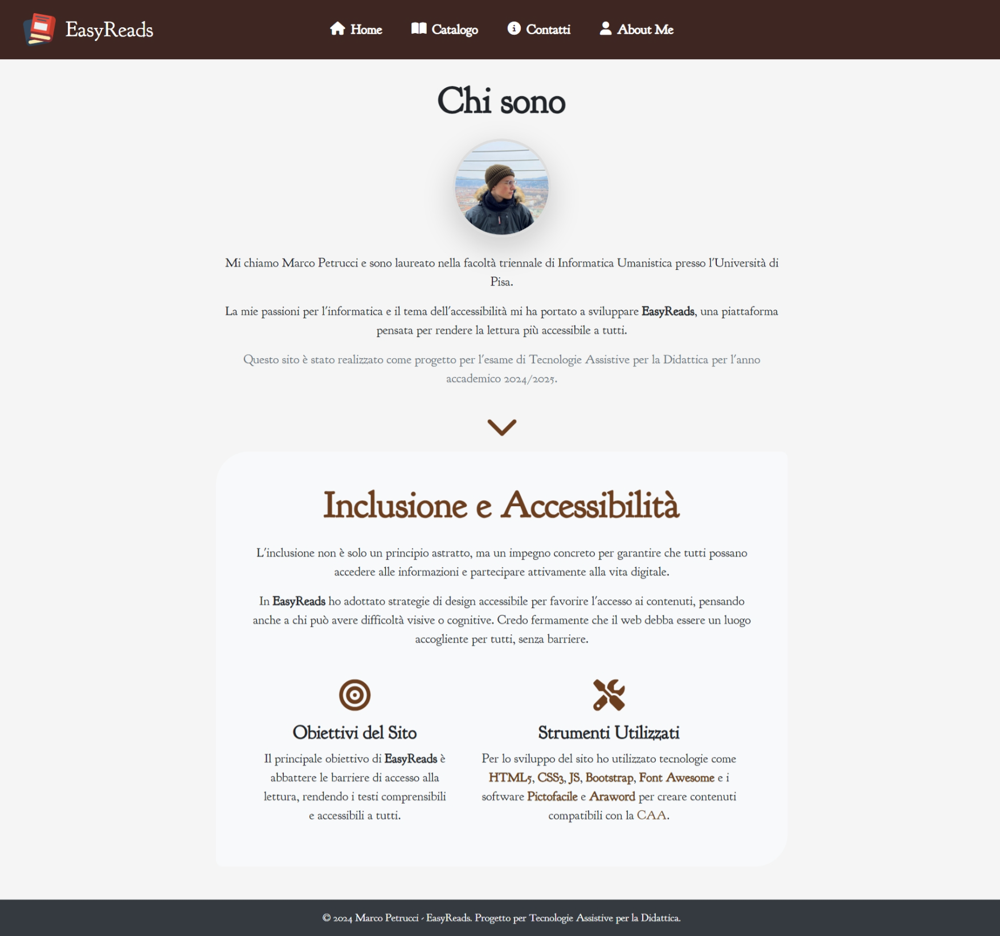 EasyReads
Home Catalogo Contatti About Me
Chi sono
Mi chiamo Marco Petrucci e sono laureato nella facoltà triennale di Informatica Umanistica presso l'Università di
Pisa.
La mie passioni per l'informatica e il tema dell'accessibilità mi ha portato a sviluppare EasyReads, una piattaforma
pensata per rendere la lettura più accessibile a tutti.
Questo sito è stato realizzato come progetto per l'esame di Tecnologie Assistive per la Didattica per l'anno
accademico 2024/2025.
Inclusione e Accessibilità
L'inclusione non è solo un principio astratto, ma un impegno concreto per garantire che tutti possano
accedere alle informazioni e partecipare attivamente alla vita digitale.
In EasyReads ho adottato strategie di design accessibile per favorire l'accesso ai contenuti, pensando
anche a chi può avere difficoltà visive o cognitive. Credo fermamente che il web debba essere un luogo
accogliente per tutti, senza barriere.
Obiettivi del Sito
Il principale obiettivo di EasyReads è
abbattere le barriere di accesso alla
lettura, rendendo i testi comprensibili
e accessibili a tutti.
Strumenti Utilizzati
Per lo sviluppo del sito ho utilizzato tecnologie come
HTML5, CSS3, JS, Bootstrap, Font Awesome e i
software Pictofacile e Araword per creare contenuti
compatibili con la CAA.
© 2024 Marco Petrucci - EasyReads. Progetto per Tecnologie Assistive per la Didattica.